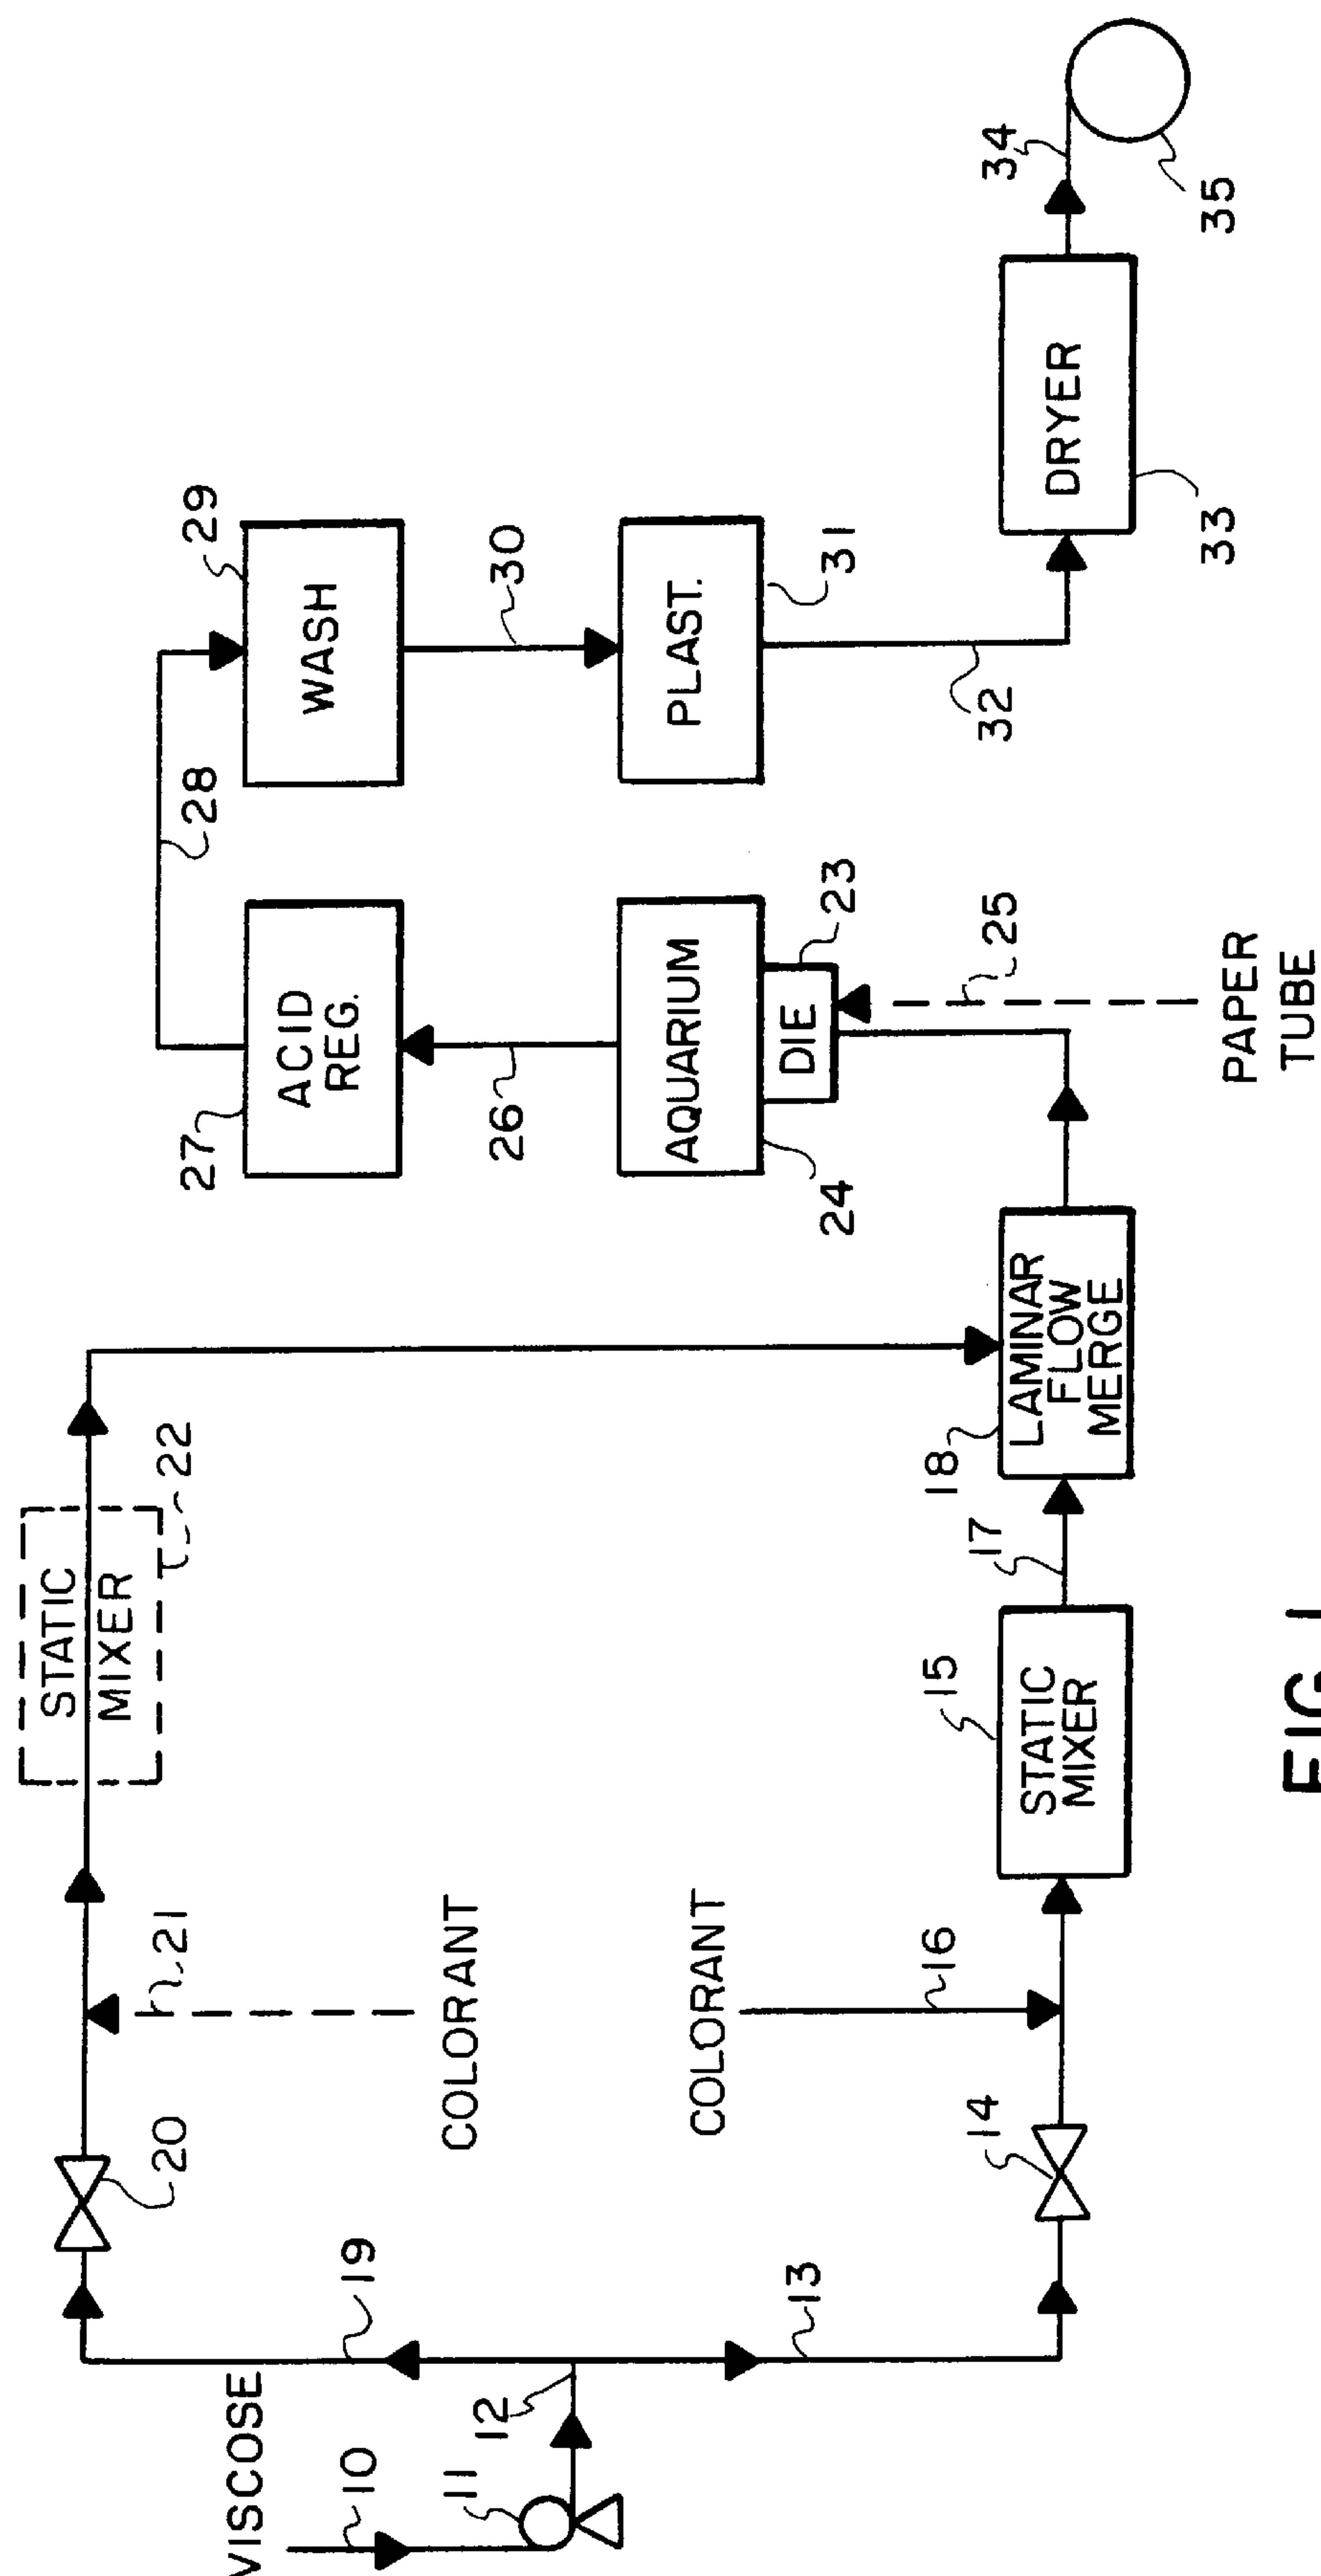 STATIC
MIXER
22
21
20
19
VISCOSE
10
11
12
13
14
COLORANT
COLORANT
16
15
STATIC
MIXER
17
18
LAMINAR
FLOW
MERGE
27
ACID
REG.
28
29
WASH
30
26
AQUARIUM
24
DIE
23
25
PAPER
TUBE
PLAST.
31
32
DRYER
33
34
35
FIG. 1